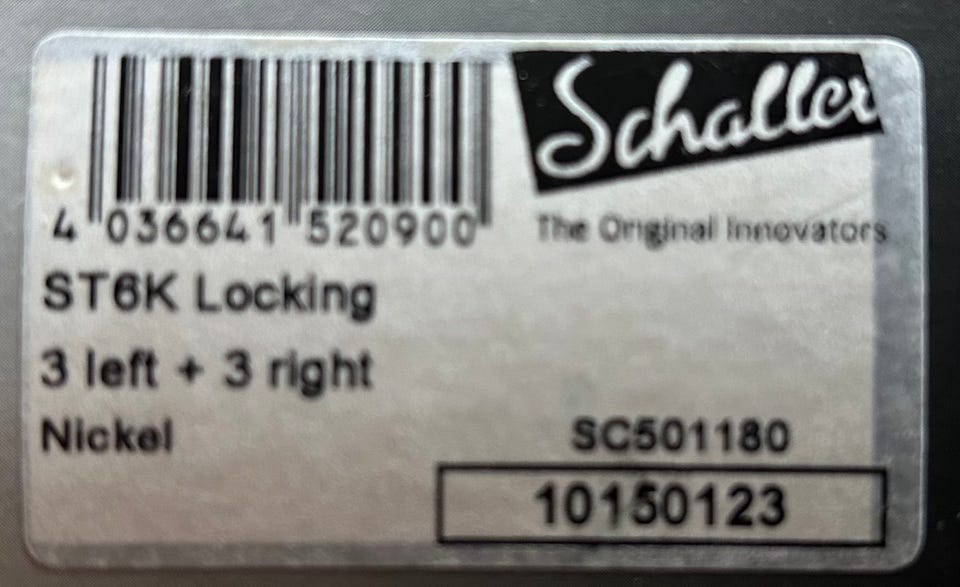 Schaller
The Original Innovators
4 036641 520900
ST6K Locking
3 left + 3 right
Nickel
SC501180
10150123